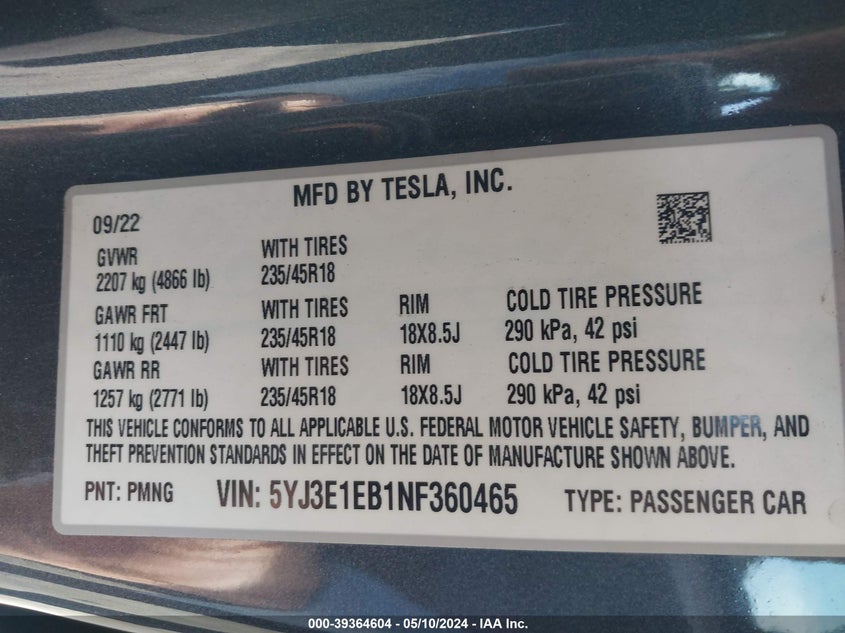 MFD BY TESLA, INC.
09/22
GVWR WITH TIRES
2207 kg (4866 lb) 235/45R18
GAWR FRT WITH TIRES RIM COLD TIRE PRESSURE
1110 kg (2447 lb) 235/45R18 18X8.5J 290 kPa, 42 psi
GAWR RR WITH TIRES RIM COLD TIRE PRESSURE
1257 kg (2771 lb) 235/45R18 18X8.5J 290 kPa, 42 psi
THIS VEHICLE CONFORMS TO ALL APPLICABLE U.S. FEDERAL MOTOR VEHICLE SAFETY, BUMPER, AND
THEFT PREVENTION STANDARDS IN EFFECT ON THE DATE OF MANUFACTURE SHOWN ABOVE.
PNT: PMNG VIN: 5YJ3E1EB1NF360465 TYPE: PASSENGER CAR
000-39364604 - 05/10/2024 - IAA Inc.